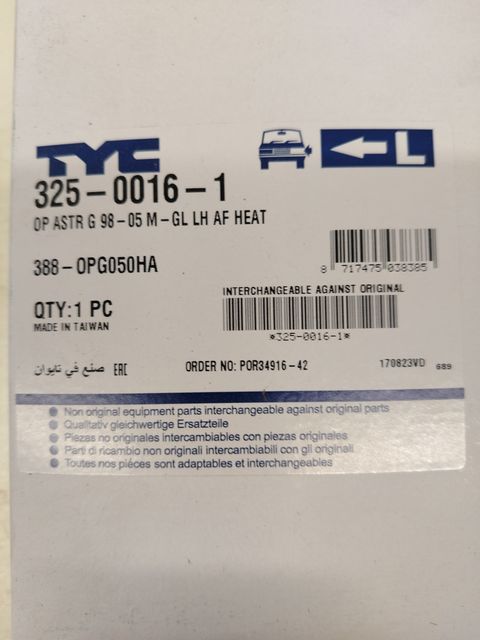 TYC
L
325-0016-1
OP ASTR G 98-05 M-GL LH AF HEAT
388-OPG050HA
8 717475 038385
INTERCHANGEABLE AGAINST ORIGINAL
QTY:1 PC
MADE IN TAIWAN
*325-0016-1*
صنع في تايوان EAC ORDER NO: POR34916-42 170823VD 689
Non original equipment parts interchangeable against original parts
Qualitativ gleichwertige Ersatzteile
Piezas no originales intercambiables con piezas originales
Parti di ricambio non originali intercambiabili con gli originali
Toutes nos piéces sont adaptables et interchangeables